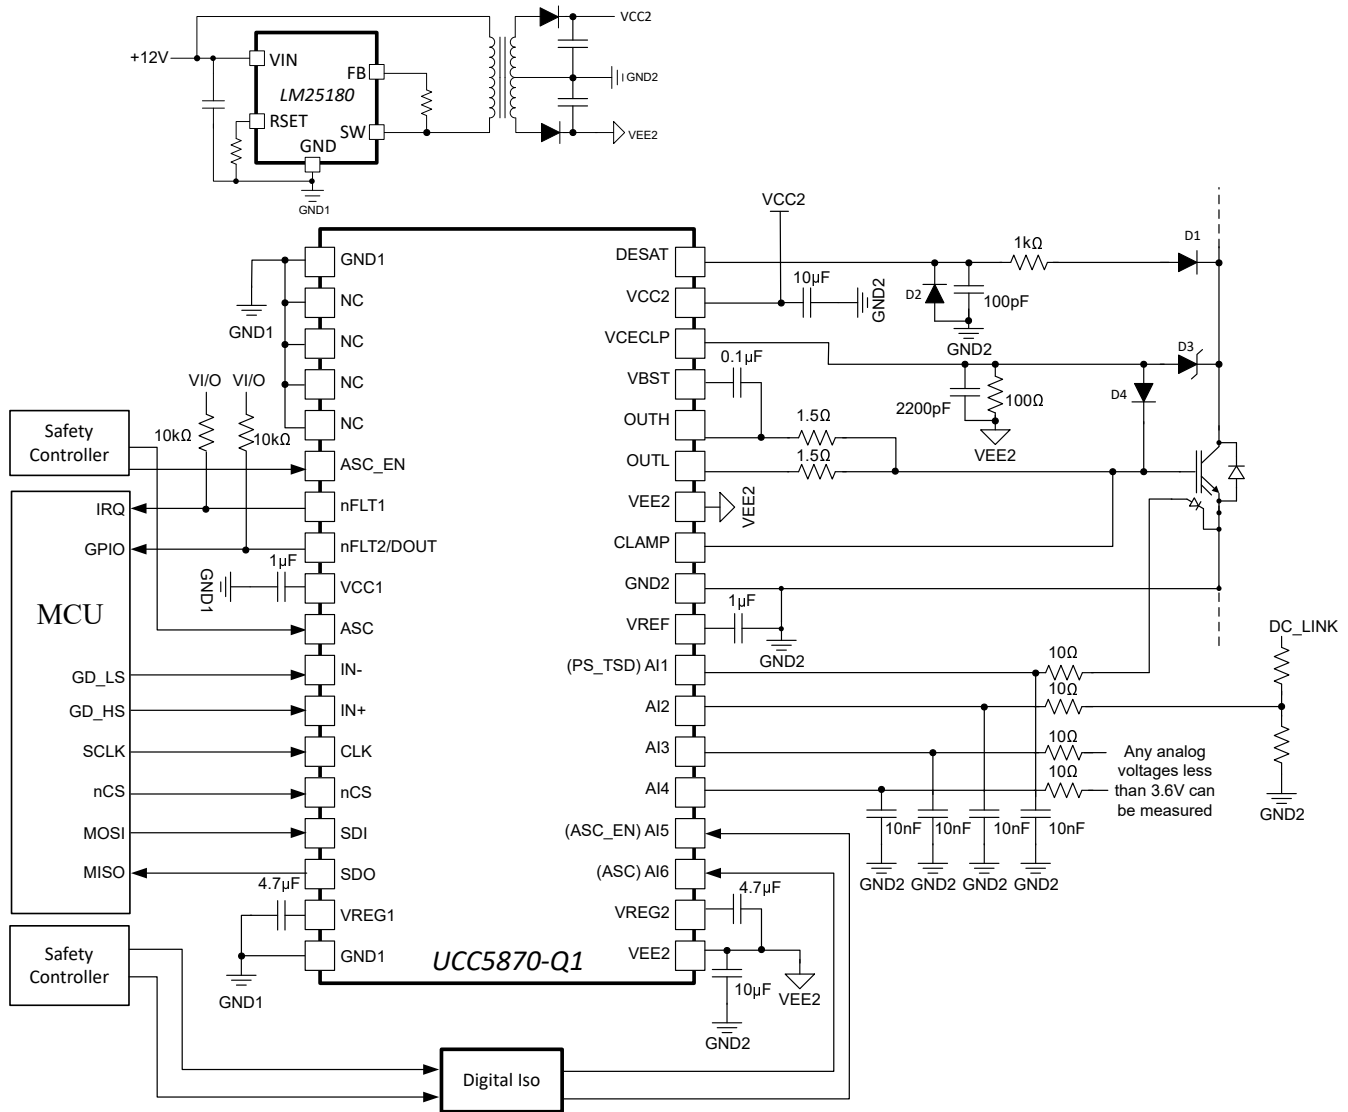 VCC2
+12V
VIN
FB
GND2
LM25180
RSET
SW
VEE2
GND
GND1
VCC2
GND1
DESAT
1kΩ
D1
NC
VCC2
10µF
GND2
D2
100pF
GND1
GND2
NC
VCECLP
D3
0.1µF
VI/O
VI/O
NC
VBST
D4
2200pF
100Ω
10kΩ
10kΩ
NC
OUTH
1.5Ω
VEE2
Safety
Controller
ASC_EN
OUTL
1.5Ω
IRQ
nFLT1
VEE2
VEE2
GPIO
nFLT2/DOUT
CLAMP
1µF
GND1
VCC1
GND2
MCU
1µF
ASC
VREF
GND2
DC_LINK
GD_LS
IN-
(PS_TSD) AI1
10Ω
GD_HS
IN+
AI2
10Ω
SCLK
CLK
AI3
10Ω
nCS
nCS
AI4
10Ω
Any analog
voltages less
than 3.6V can
be measured
MOSI
SDI
(ASC_EN) AI5
10nF
10nF
10nF
10nF
GND2
MISO
SDO
(ASC) AI6
GND2
GND2
GND2
GND2
4.7µF
VREG1
VREG2
4.7µF
Safety
Controller
GND1
UCC5870-Q1
VEE2
GND1
10µF
VEE2
GND2
Digital Iso